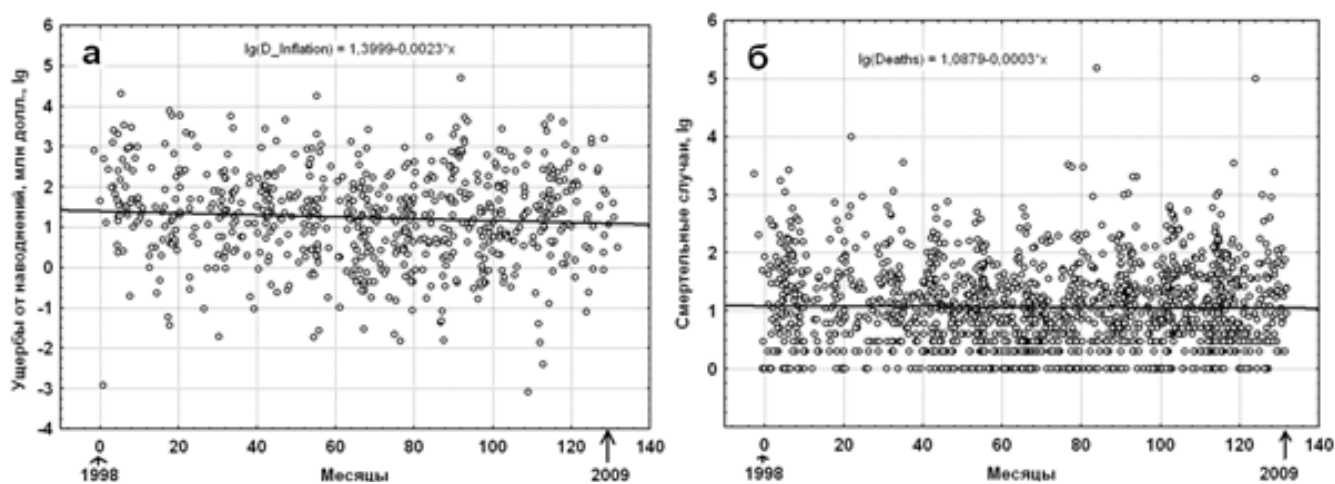 а
lg(D_Inflation) = 1,3999-0,0023*x
Ущербы от наводнений, млн долл., lg
6
5
4
3
2
1
0
-1
-2
-3
-4
0 20 40 60 80 100 120 140
Месяцы
1998 2009
б
lg(Deaths) = 1,0879-0,0003*x
Смертельные случаи, lg
6
5
4
3
2
1
0
0 20 40 60 80 100 120 140
Месяцы
1998 2009